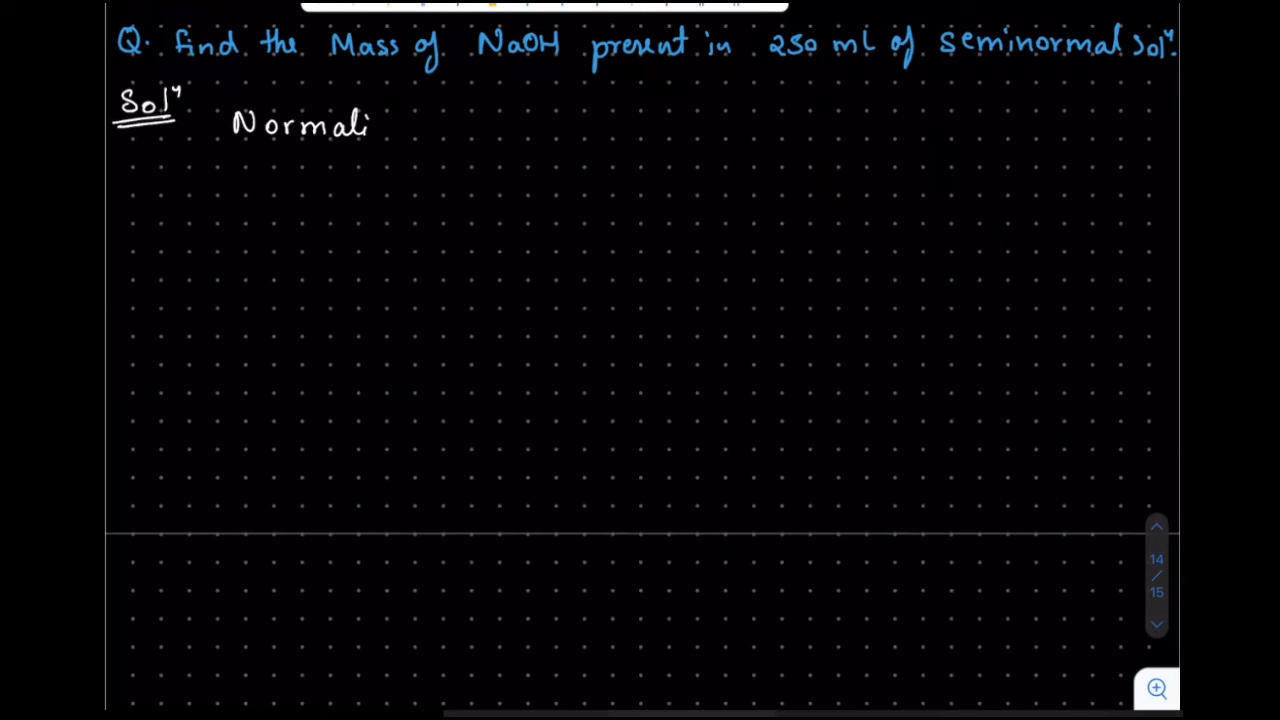 Q. Find the Mass of NaOH present in 250 ml of seminormal Solⁿ.
Solⁿ
Normali
14
/
15